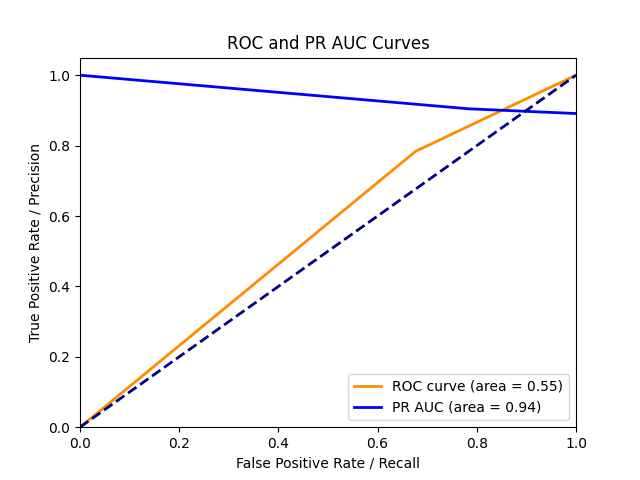 ROC and PR AUC Curves
True Positive Rate / Precision
1.0
0.8
0.6
0.4
0.2
0.0
ROC curve (area = 0.55)
PR AUC (area = 0.94)
0.0 0.2 0.4 0.6 0.8 1.0
False Positive Rate / Recall